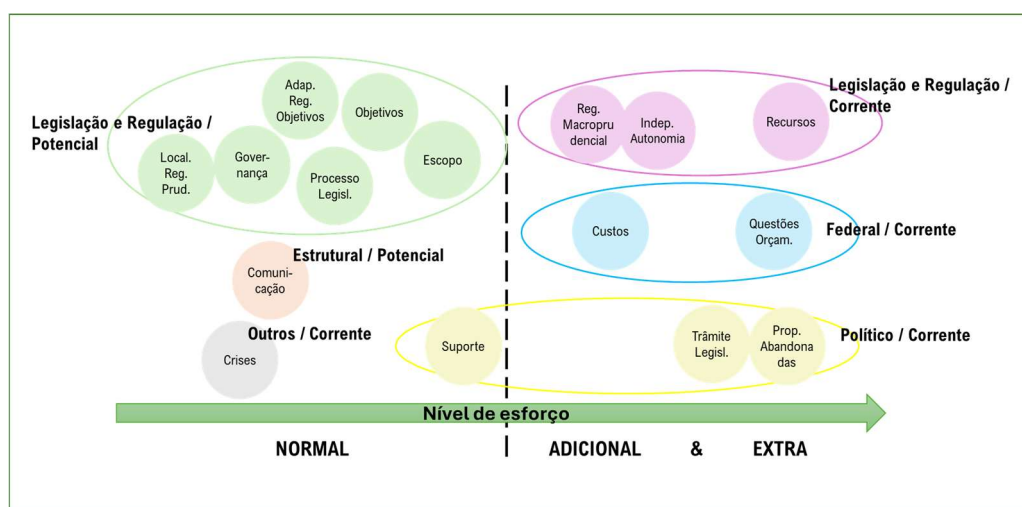 Legislação e Regulação /
Potencial
Adap.
Reg.
Objetivos
Objetivos
Local.
Reg.
Prud.
Gover-
nança
Processo
Legisl.
Escopo
Legislação e Regulação /
Corrente
Reg.
Macropru
dencial
Indep.
Autonomia
Recursos
Custos
Questões
Orçam.
Federal / Corrente
Estrutural / Potencial
Comuni-
cação
Outros / Corrente
Crises
Suporte
Trâmite
Legisl.
Prop.
Abandona
das
Político / Corrente
Nível de esforço
NORMAL
ADICIONAL & EXTRA